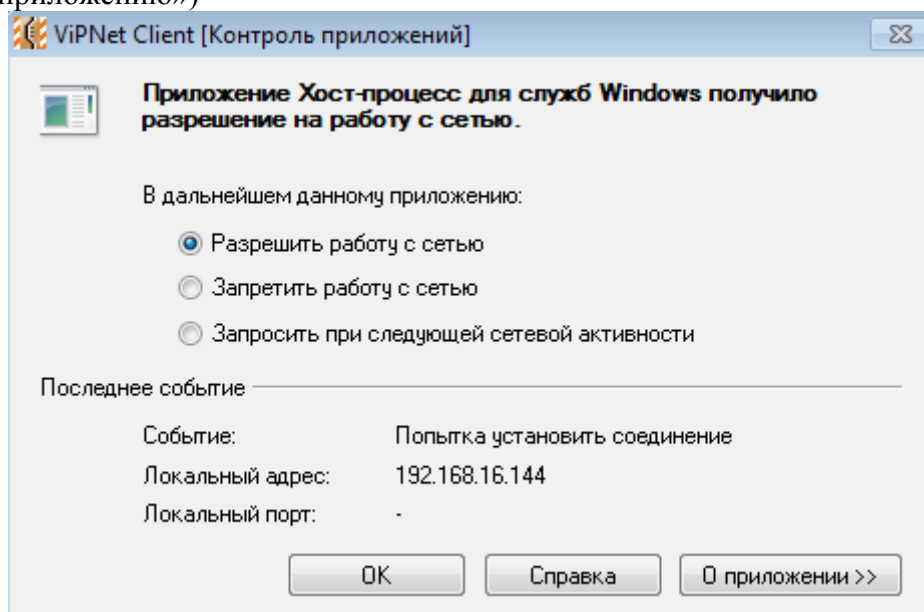 приложению»)
ViPNet Client [Контроль приложений]
Приложение Хост-процесс для служб Windows получило
разрешение на работу с сетью.
В дальнейшем данному приложению:
Разрешить работу с сетью
Запретить работу с сетью
Запросить при следующей сетевой активности
Последнее событие
Событие: Попытка установить соединение
Локальный адрес: 192.168.16.144
Локальный порт: -
OK Справка О приложении >>